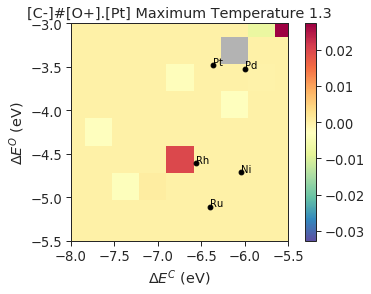 [C-]#[O+].[Pt] Maximum Temperature 1.3
−3.0
−3.5
−4.0
−4.5
−5.0
−5.5
ΔE^O (eV)
Pt
Pd
Rh
Ni
Ru
−8.0 −7.5 −7.0 −6.5 −6.0 −5.5
ΔE^C (eV)
0.02
0.01
0.00
−0.01
−0.02
−0.03